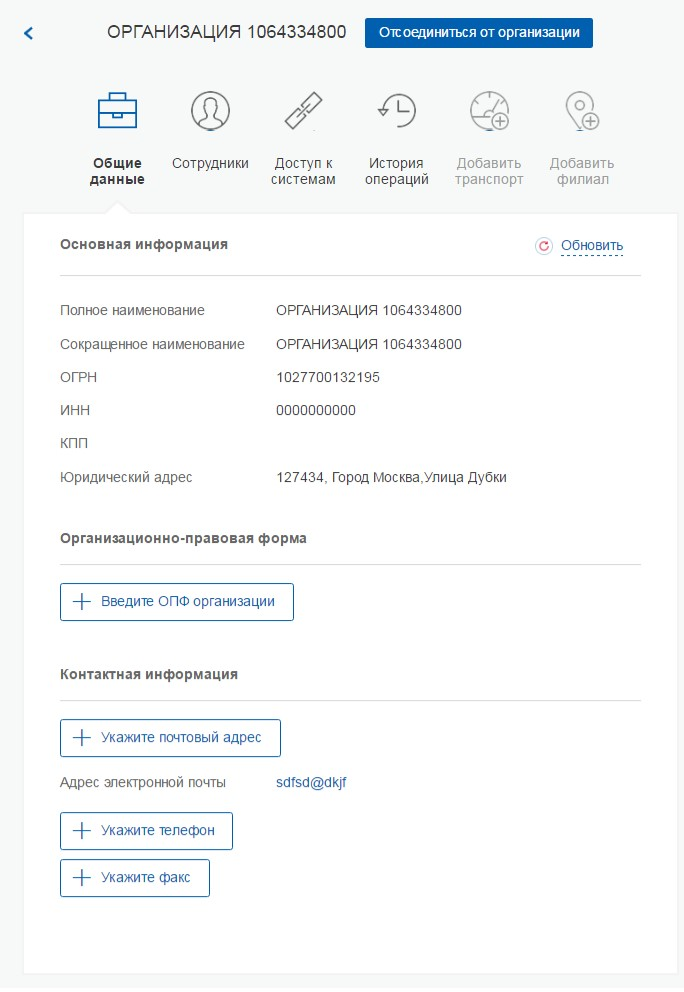 ОРГАНИЗАЦИЯ 1064334800 Отсоединиться от организации
Общие данные
Сотрудники
Доступ к системам
История операций
Добавить транспорт
Добавить филиал
Основная информация Обновить
Полное наименование ОРГАНИЗАЦИЯ 1064334800
Сокращенное наименование ОРГАНИЗАЦИЯ 1064334800
ОГРН 1027700132195
ИНН 0000000000
КПП
Юридический адрес 127434, Город Москва,Улица Дубки
Организационно-правовая форма
Введите ОПФ организации
Контактная информация
Укажите почтовый адрес
Адрес электронной почты sdfsd@dkjf
Укажите телефон
Укажите факс